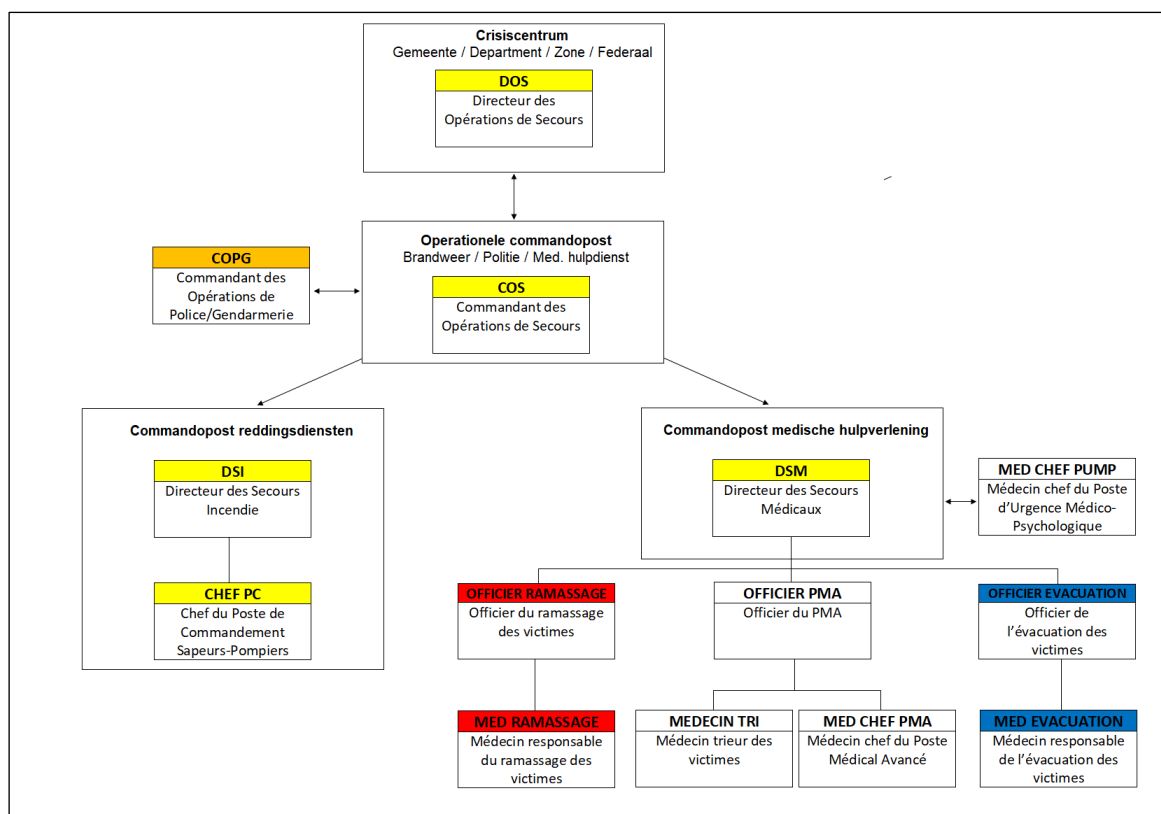 Crisiscentrum
Gemeente / Department / Zone / Federaal
DOS
Directeur des
Opérations de Secours
Operationele commandopost
Brandweer / Politie / Med. hulpdienst
COPG
Commandant des
Opérations de
Police/Gendarmerie
COS
Commandant des
Opérations de Secours
Commandopost reddingsdiensten
DSI
Directeur des Secours
Incendie
CHEF PC
Chef du Poste de
Commandement
Sapeurs-Pompiers
Commandopost medische hulpverlening
DSM
Directeur des Secours
Médicaux
MED CHEF PUMP
Médecin chef du Poste
d’Urgence Médico-
Psychologique
OFFICIER RAMASSAGE
Officier du ramassage
des victimes
OFFICIER PMA
Officier du PMA
OFFICIER EVACUATION
Officier de
l’évacuation des
victimes
MED RAMASSAGE
Médecin responsable
du ramassage des
victimes
MEDECIN TRI
Médecin trieur des
victimes
MED CHEF PMA
Médecin chef du Poste
Médical Avancé
MED EVACUATION
Médecin responsable
de l’évacuation des
victimes